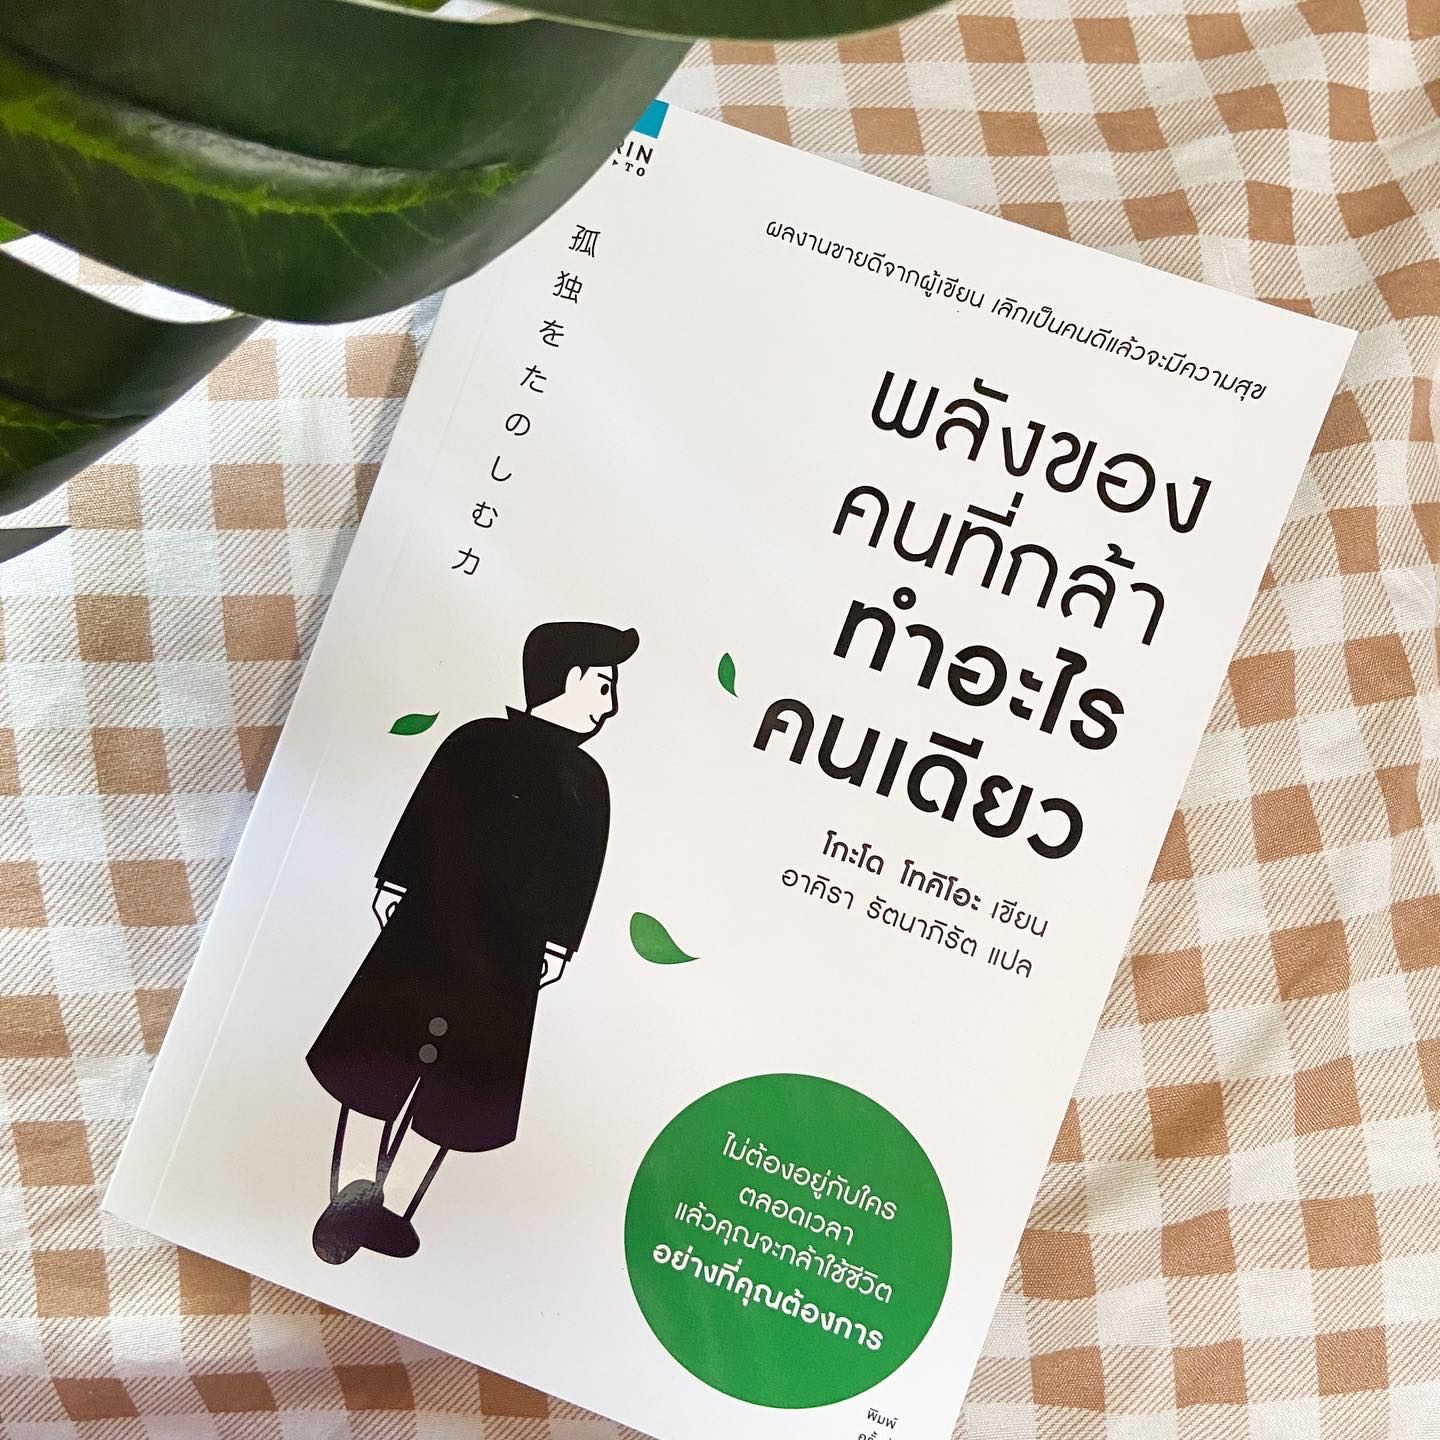 RIN
TO
孤独をたのしむ力
ผลงานขายดีจากผู้เขียน เลิกเป็นคนดีแล้วจะมีความสุข
พลังของ
คนที่กล้า
ทำอะไร
คนเดียว
โกะโด โทคิโอะ เขียน
อาคิรา รัตนาภิรัต แปล
ไม่ต้องอยู่กับใคร
ตลอดเวลา
แล้วคุณจะกล้าใช้ชีวิต
อย่างที่คุณต้องการ
พิมพ์